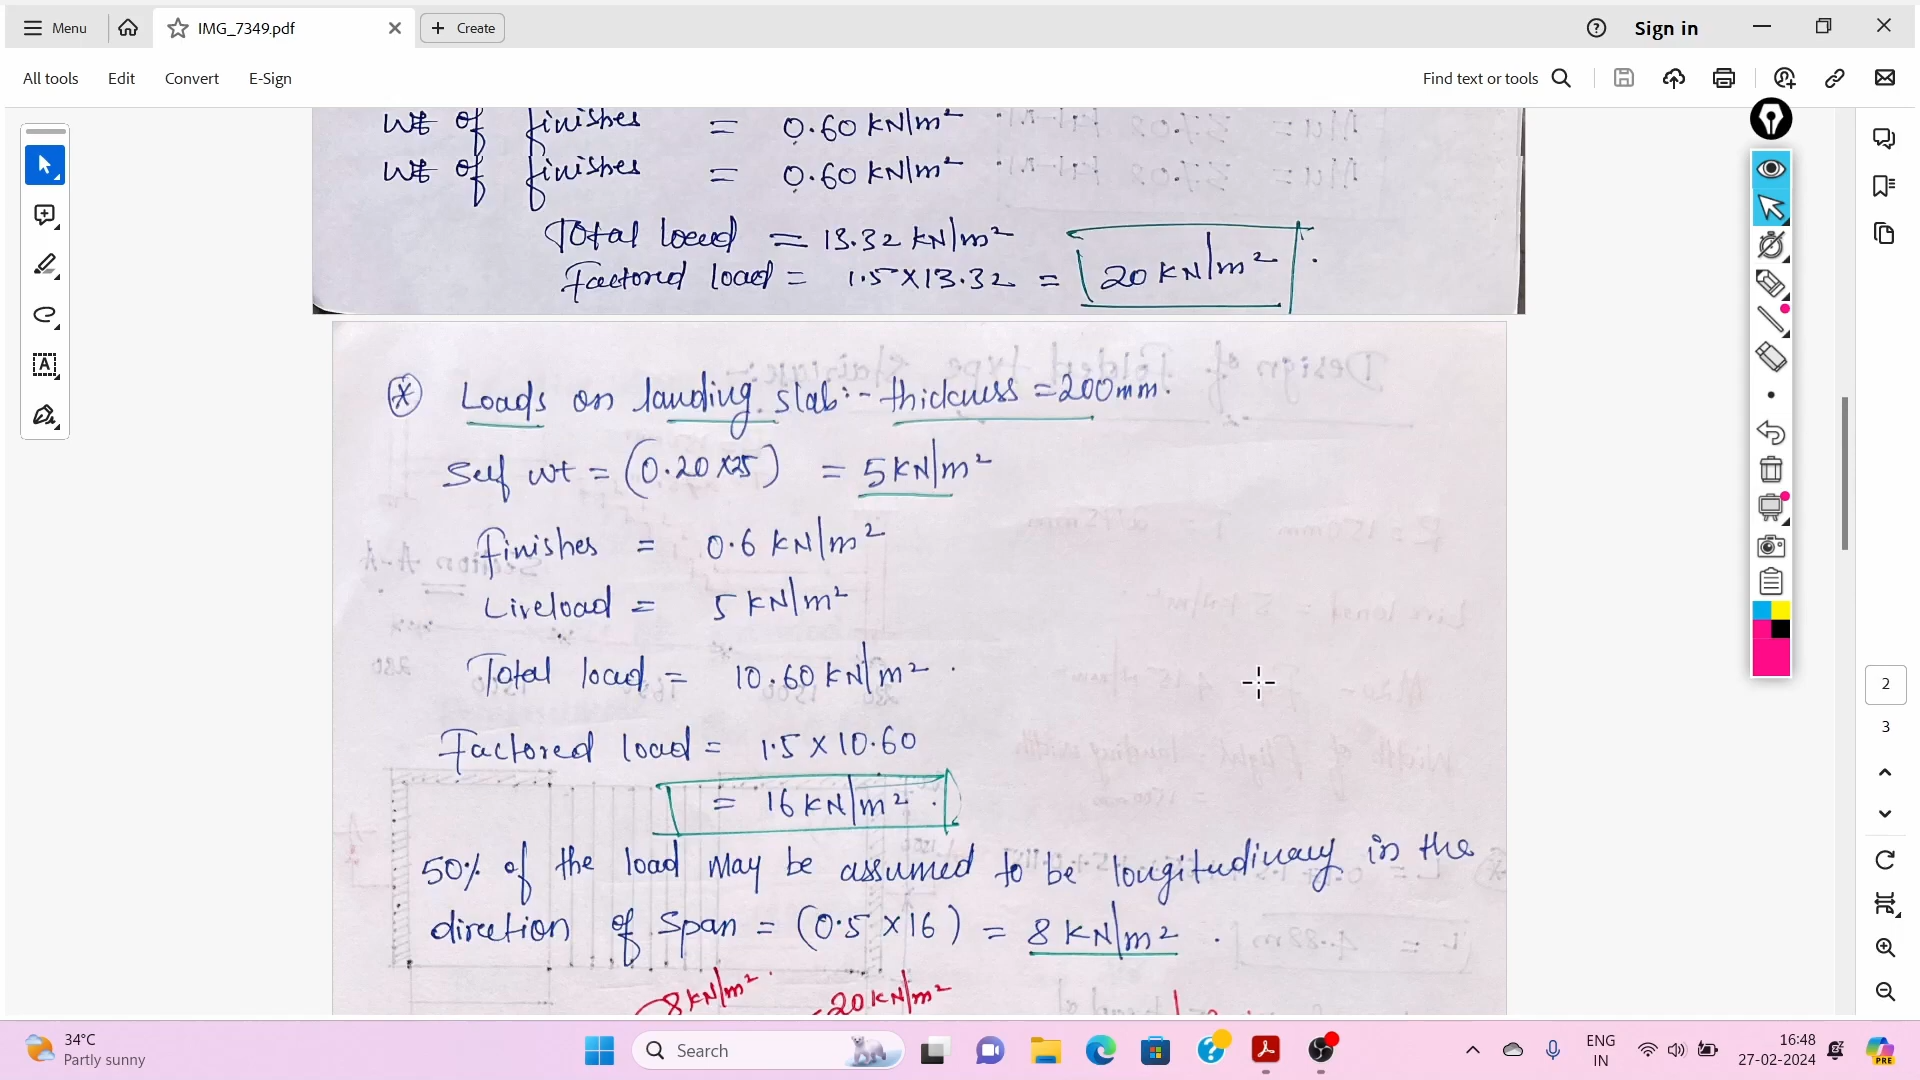 Menu
IMG_7349.pdf
Create
Sign in
All tools
Edit
Convert
E-Sign
Find text or tools
Wt of finishes = 0.60 KN/m²
Wt of finishes = 0.60 KN/m²
Total load = 13.32 KN/m²
Factored load = 1.5 X 13.32 = 20 KN/m².
* Loads on landing slab:- thickness = 200mm.
Self wt = (0.20 X 25) = 5 KN/m²
finishes = 0.6 KN/m²
Liveload = 5 KN/m²
Total load = 10.60 KN/m².
Factored load = 1.5 X 10.60
= 16 KN/m².
50% of the load may be assumed to be longitudinary in the
direction of span = (0.5 X 16) = 8 KN/m².
8 KN/m²
20 KN/m²
2
3
34°C
Partly sunny
Search
ENG
IN
16:48
27-02-2024
PRE